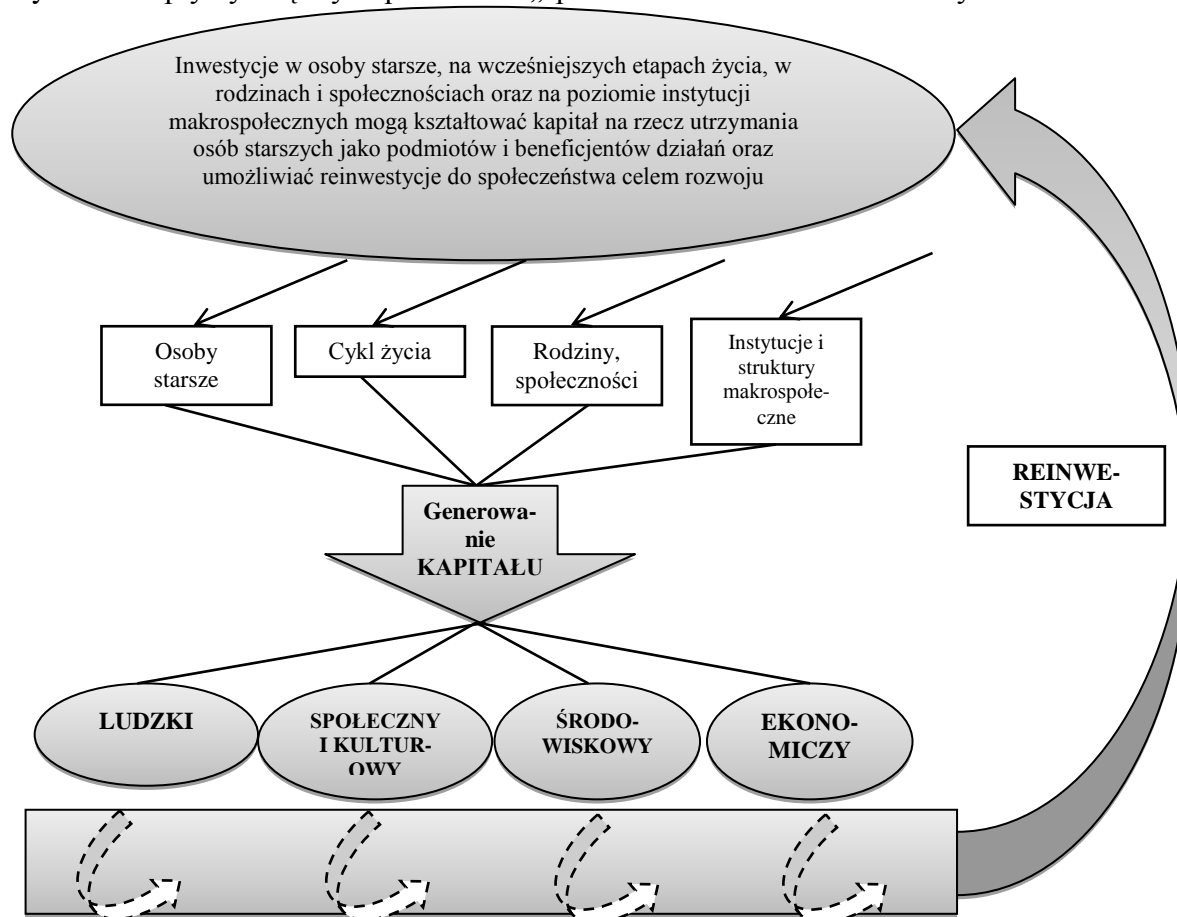 Inwestycje w osoby starsze, na wcześniejszych etapach życia, w
rodzinach i społecznościach oraz na poziomie instytucji
makrospołecznych mogą kształtować kapitał na rzecz utrzymania
osób starszych jako podmiotów i beneficjentów działań oraz
umożliwiać reinwestycje do społeczeństwa celem rozwoju
Osoby
starsze
Cykl życia
Rodziny,
społeczności
Instytucje i
struktury
makrospołe-
czne
REINWE-
STYCJA
Generowa-
nie
KAPITAŁU
LUDZKI
SPOŁECZNY
I KULTUR-
OWY
ŚRODO-
WISKOWY
EKONO-
MICZY